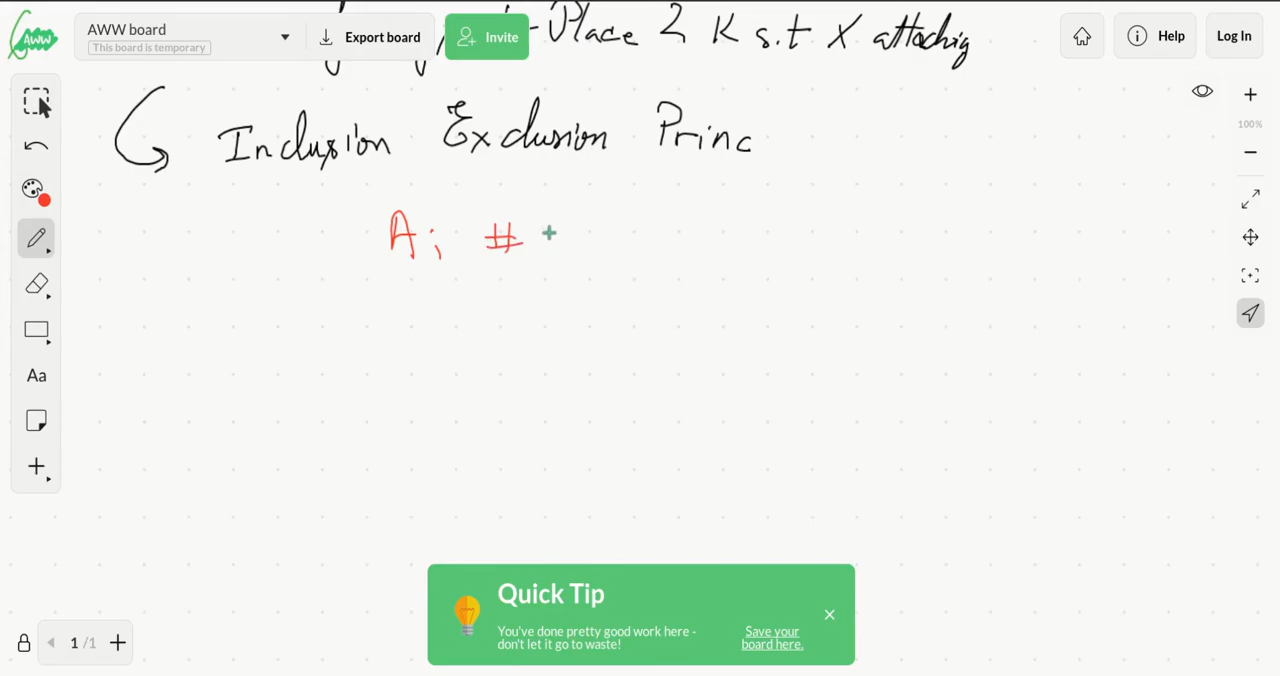 AWW
AWW board
This board is temporary
Export board
Invite
Help
Log In
-Place 2 K s.t X attachig
Inclusion Exclusion Princ
100%
A; #
Aa
Quick Tip
You've done pretty good work here -
don't let it go to waste!
Save your
board here.
1 /1